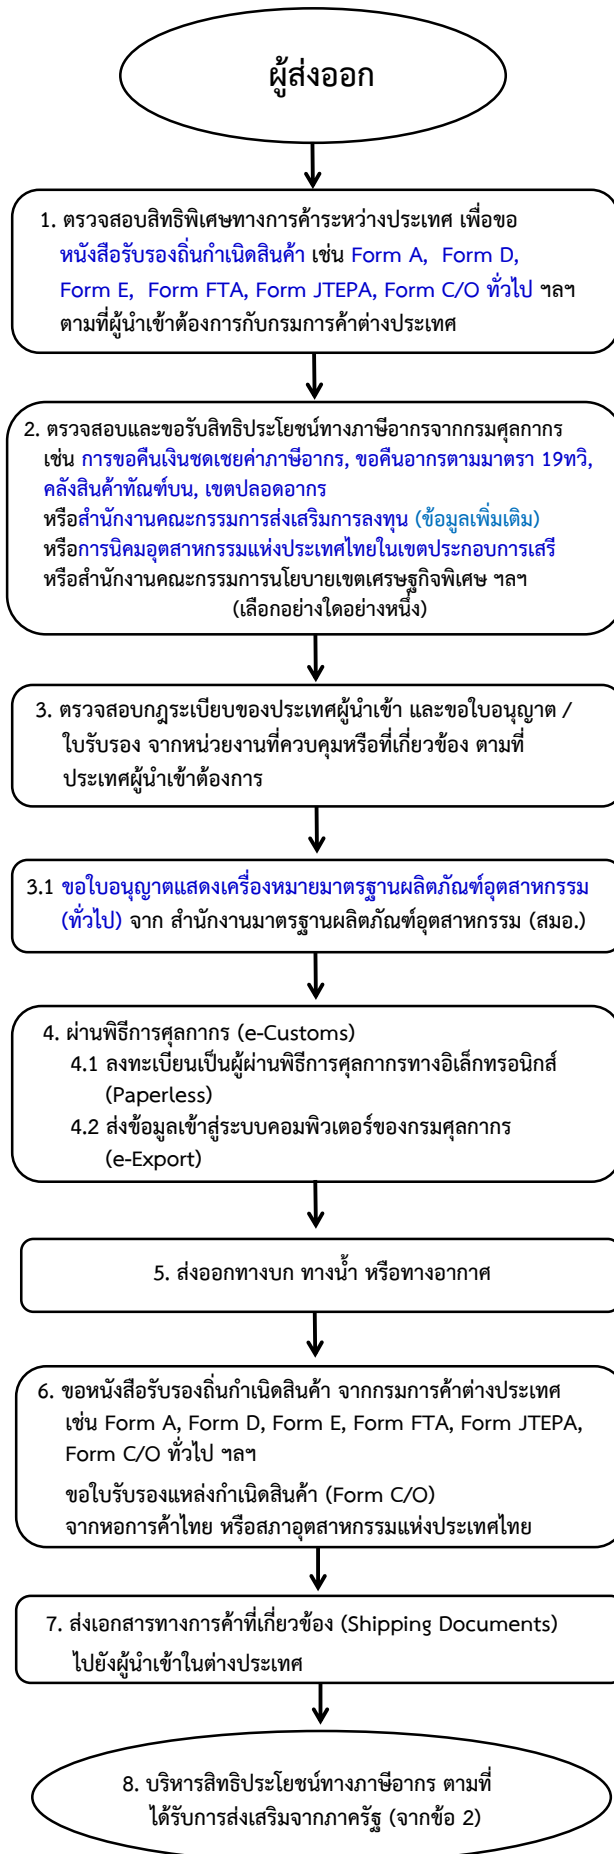 ผู้ส่งออก
1. ตรวจสอบสิทธิพิเศษทางการค้าระหว่างประเทศ เพื่อขอ
หนังสือรับรองถิ่นกำเนิดสินค้า เช่น Form A, Form D,
Form E, Form FTA, Form JTEPA, Form C/O ทั่วไป ฯลฯ
ตามที่ผู้นำเข้าต้องการกับกรมการค้าต่างประเทศ
2. ตรวจสอบและขอรับสิทธิประโยชน์ทางภาษีอากรจากกรมศุลกากร
เช่น การขอคืนเงินชดเชยค่าภาษีอากร, ขอคืนอากรตามมาตรา 19ทวิ,
คลังสินค้าทัณฑ์บน, เขตปลอดอากร
หรือสำนักงานคณะกรรมการส่งเสริมการลงทุน (ข้อมูลเพิ่มเติม)
หรือการนิคมอุตสาหกรรมแห่งประเทศไทยในเขตประกอบการเสรี
หรือสำนักงานคณะกรรมการนโยบายเขตเศรษฐกิจพิเศษ ฯลฯ
(เลือกอย่างใดอย่างหนึ่ง)
3. ตรวจสอบกฎระเบียบของประเทศผู้นำเข้า และขอใบอนุญาต /
ใบรับรอง จากหน่วยงานที่ควบคุมหรือที่เกี่ยวข้อง ตามที่
ประเทศผู้นำเข้าต้องการ
3.1 ขอใบอนุญาตแสดงเครื่องหมายมาตรฐานผลิตภัณฑ์อุตสาหกรรม
(ทั่วไป) จาก สำนักงานมาตรฐานผลิตภัณฑ์อุตสาหกรรม (สมอ.)
4. ผ่านพิธีการศุลกากร (e-Customs)
4.1 ลงทะเบียนเป็นผู้ผ่านพิธีการศุลกากรทางอิเล็กทรอนิกส์
(Paperless)
4.2 ส่งข้อมูลเข้าสู่ระบบคอมพิวเตอร์ของกรมศุลกากร
(e-Export)
5. ส่งออกทางบก ทางน้ำ หรือทางอากาศ
6. ขอหนังสือรับรองถิ่นกำเนิดสินค้า จากกรมการค้าต่างประเทศ
เช่น Form A, Form D, Form E, Form FTA, Form JTEPA,
Form C/O ทั่วไป ฯลฯ
ขอใบรับรองแหล่งกำเนิดสินค้า (Form C/O)
จากหอการค้าไทย หรือสภาอุตสาหกรรมแห่งประเทศไทย
7. ส่งเอกสารทางการค้าที่เกี่ยวข้อง (Shipping Documents)
ไปยังผู้นำเข้าในต่างประเทศ
8. บริหารสิทธิประโยชน์ทางภาษีอากร ตามที่
ได้รับการส่งเสริมจากภาครัฐ (จากข้อ 2)